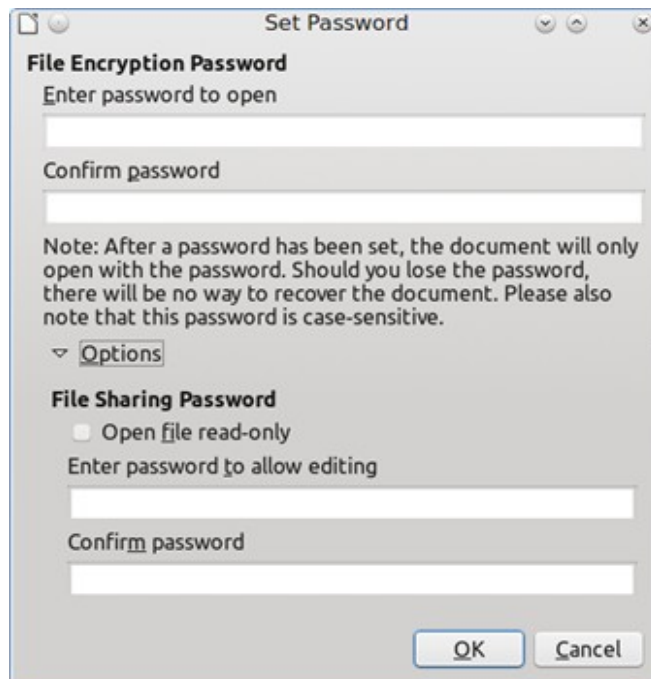 Set Password
File Encryption Password
Enter password to open
Confirm password
Note: After a password has been set, the document will only
open with the password. Should you lose the password,
there will be no way to recover the document. Please also
note that this password is case-sensitive.
Options
File Sharing Password
Open file read-only
Enter password to allow editing
Confirm password
OK Cancel